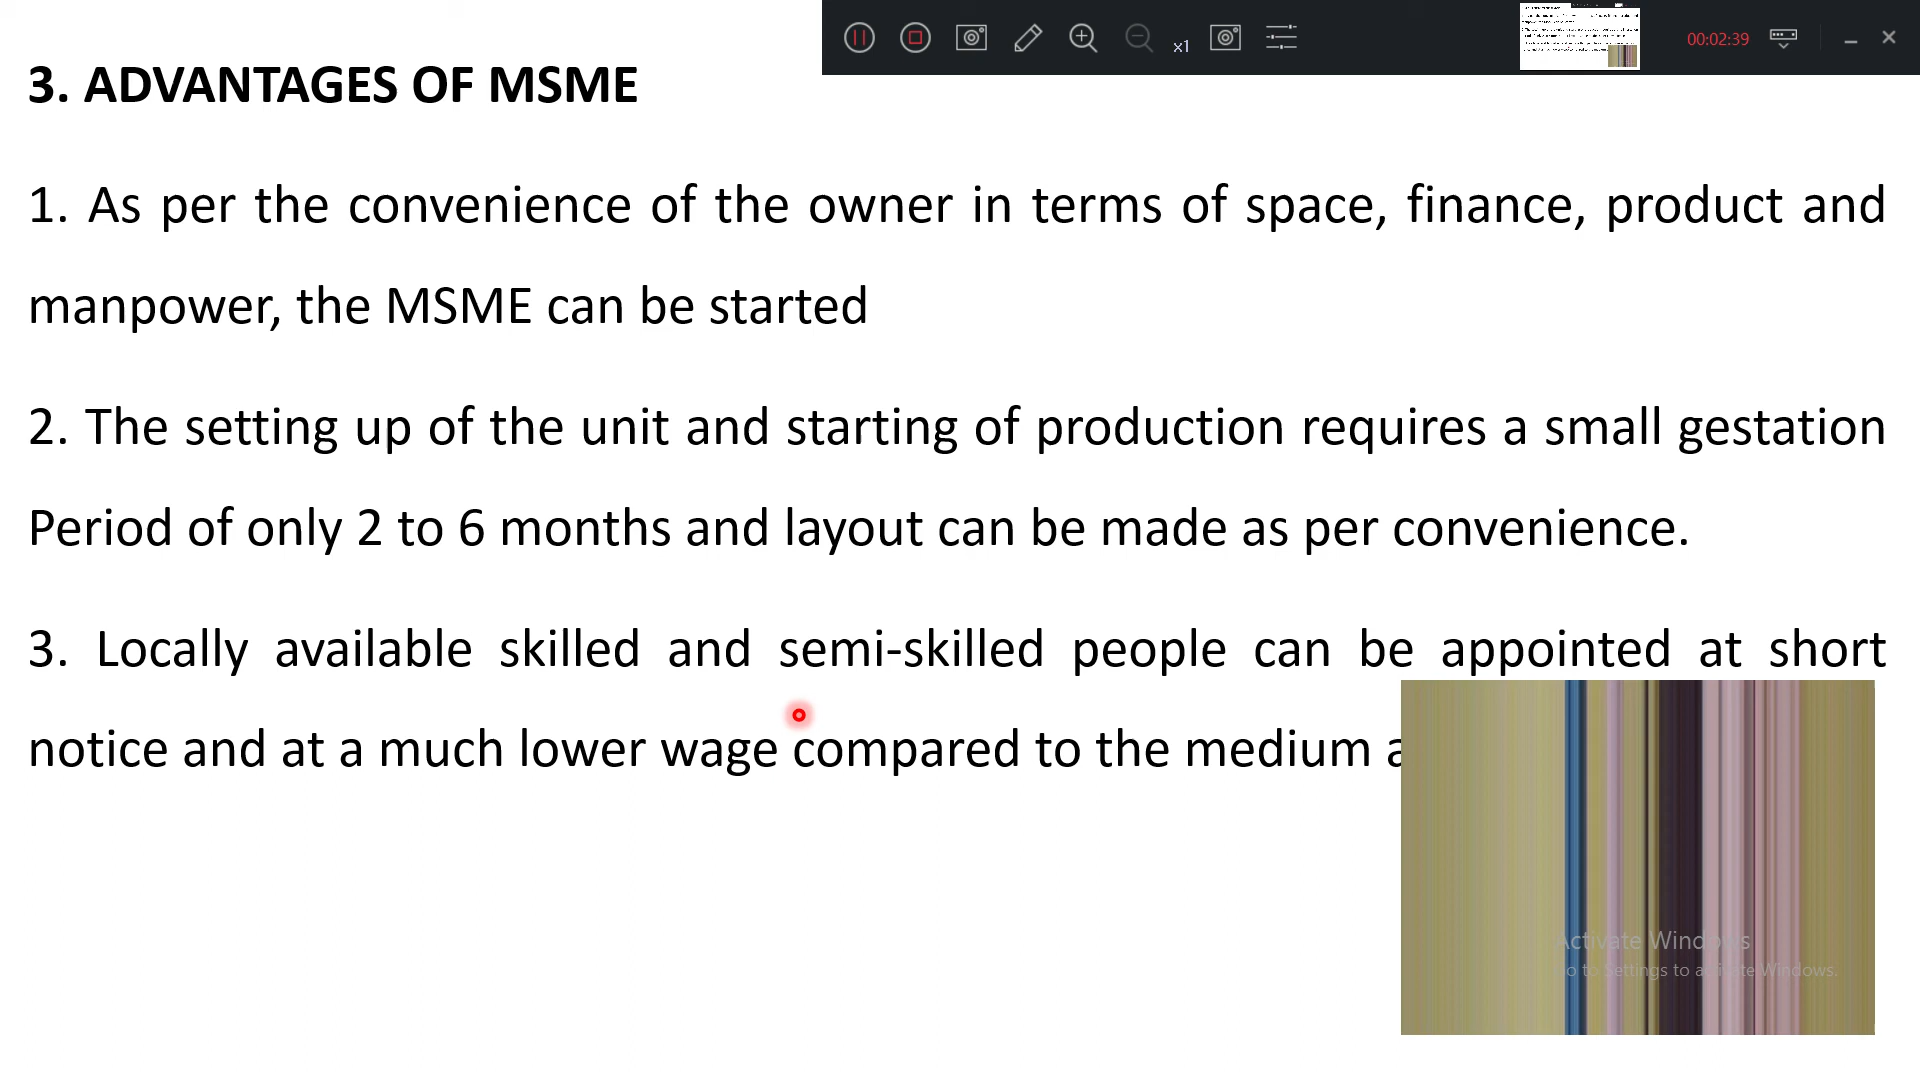 x1
00:02:39
3. ADVANTAGES OF MSME
1. As per the convenience of the owner in terms of space, finance, product and
manpower, the MSME can be started
2. The setting up of the unit and starting of production requires a small gestation
Period of only 2 to 6 months and layout can be made as per convenience.
3. Locally available skilled and semi-skilled people can be appointed at short
notice and at a much lower wage compared to the medium
Activate Windows
Go to Settings to activate Windows.